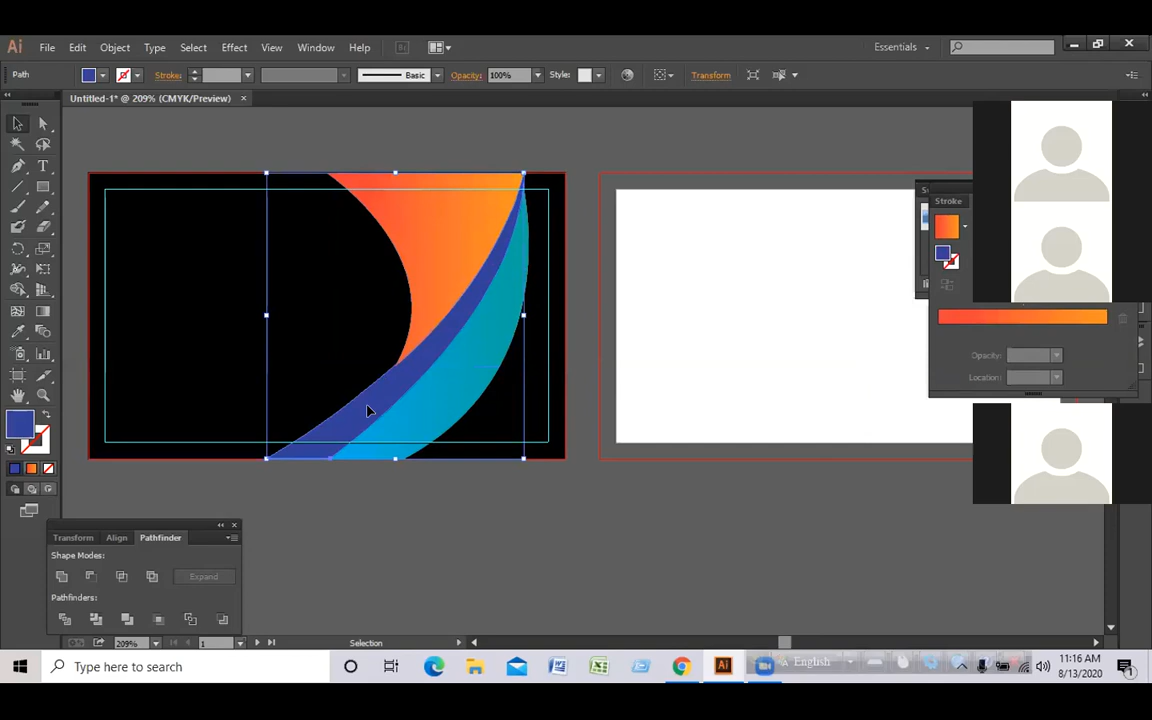 Ai File Edit Object Type Select Effect View Window Help Br Essentials
Path Stroke: Basic Opacity: 100% Style: Transform
Untitled-1* @ 209% (CMYK/Preview) ×
Stroke
Opacity:
Location:
Transform Align Pathfinder
Shape Modes:
Expand
Pathfinders:
209% 1 Selection
Type here to search English 11:16 AM
8/13/2020